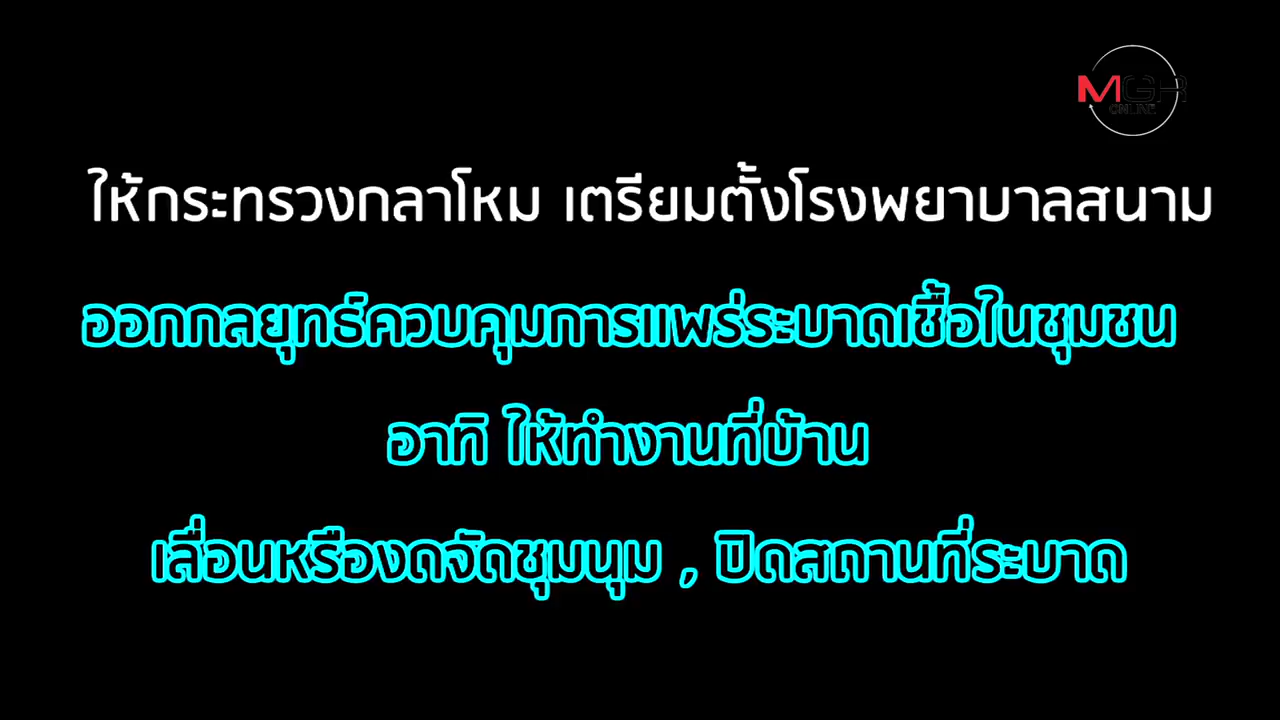 MGR
ONLINE
ให้กระทรวงกลาโหม เตรียมตั้งโรงพยาบาลสนาม
ออกกลยุทธ์ควบคุมการแพร่ระบาดเชื้อในชุมชน
อาทิ ให้ทำงานที่บ้าน
เลื่อนหรืองดจัดชุมนุม , ปิดสถานที่ระบาด